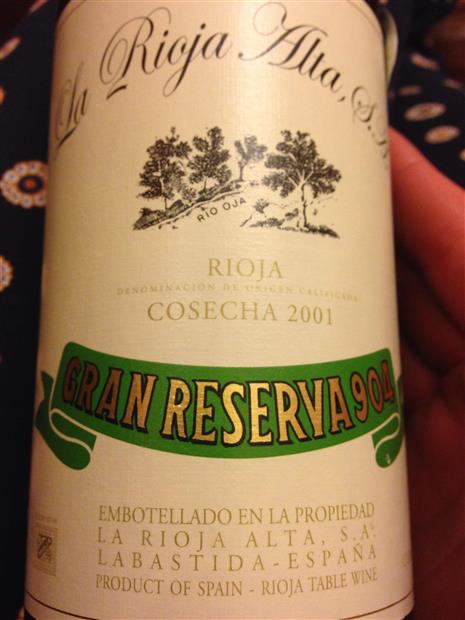 La Rioja Alta, S.A.
RIO OJA
RIOJA
DENOMINACIÓN DE ORIGEN CALIFICADA
COSECHA 2001
GRAN RESERVA 904
EMBOTELLADO EN LA PROPIEDAD
LA RIOJA ALTA, S.A.
LABASTIDA-ESPAÑA
PRODUCT OF SPAIN - RIOJA TABLE WINE